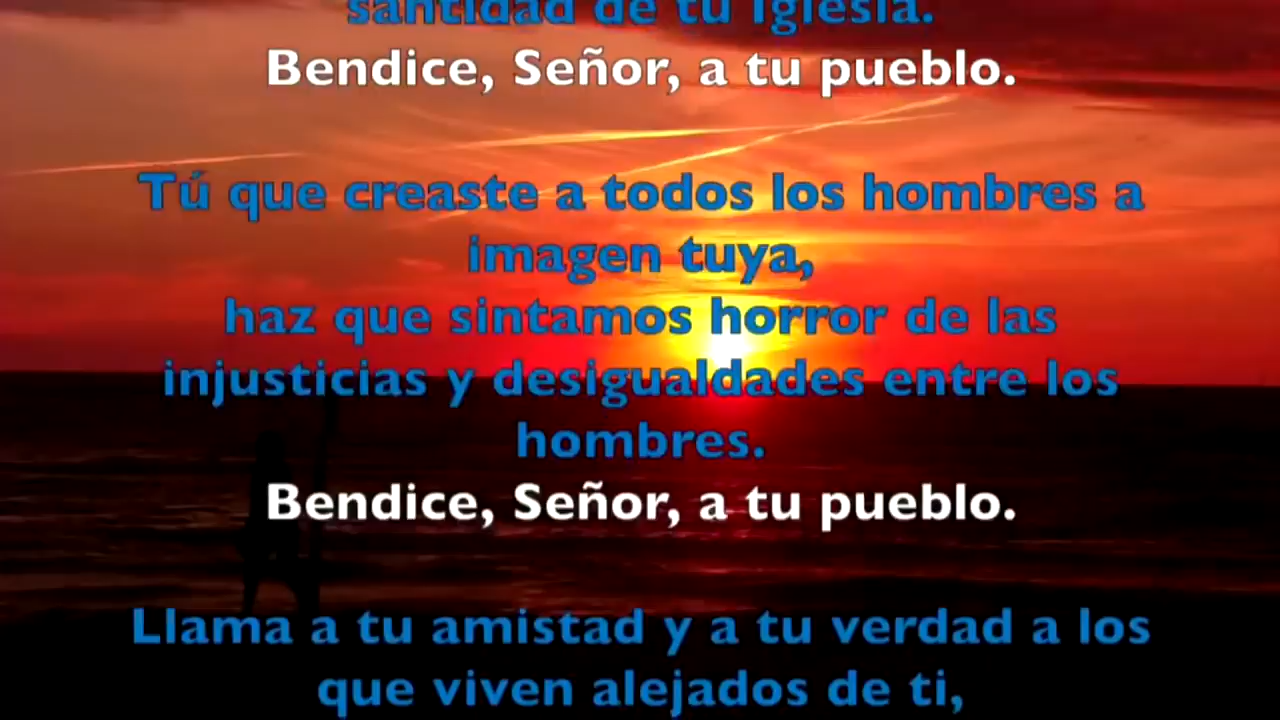 santidad de tu Iglesia.
Bendice, Señor, a tu pueblo.
Tú que creaste a todos los hombres a
imagen tuya,
haz que sintamos horror de las
injusticias y desigualdades entre los
hombres.
Bendice, Señor, a tu pueblo.
Llama a tu amistad y a tu verdad a los
que viven alejados de ti,